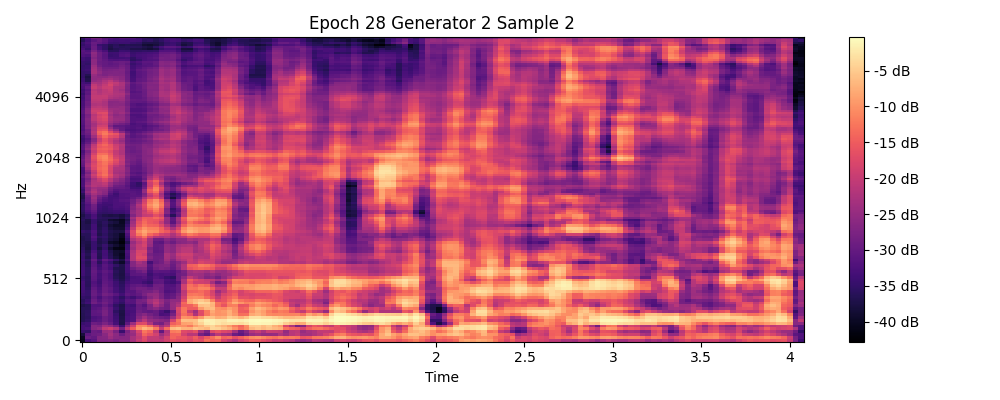 Epoch 28 Generator 2 Sample 2
Hz
4096
2048
1024
512
0
0 0.5 1 1.5 2 2.5 3 3.5 4
Time
-5 dB
-10 dB
-15 dB
-20 dB
-25 dB
-30 dB
-35 dB
-40 dB